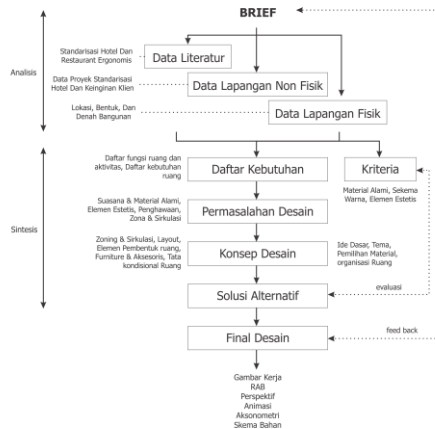 BRIEF
Standarisasi Hotel Dan
Restaurant Ergonomis
Data Literatur
Analisis
Data Proyek Standarisasi
Hotel Dan Keinginan Klien
Data Lapangan Non Fisik
Lokasi, Bentuk, Dan
Denah Bangunan
Data Lapangan Fisik
Daftar fungsi ruang dan
aktivitas, Daftar kebutuhan
ruang
Daftar Kebutuhan
Kriteria
Material Alami, Sekema
Warna, Elemen Estetis
Suasana & Material Alami,
Elemen Estetis, Penghawaan,
Zona & Sirkulasi
Permasalahan Desain
Sintesis
Zoning & Sirkulasi, Layout,
Elemen Pembentuk ruang,
Furniture & Aksesoris, Tata
kondisional Ruang
Konsep Desain
Ide Dasar, Tema,
Pemilihan Material,
organisasi Ruang
Solusi Alternatif
evaluasi
Final Desain
feed back
Gambar Kerja
RAB
Perspektif
Animasi
Aksonometri
Skema Bahan